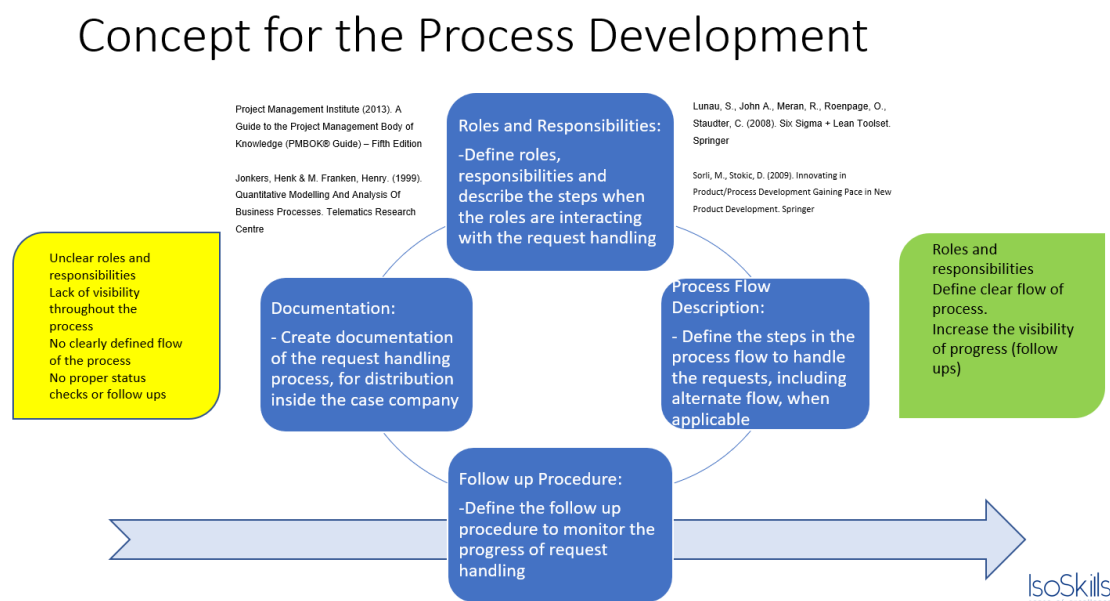 Concept for the Process Development
Project Management Institute (2013). A
Guide to the Project Management Body of
Knowledge (PMBOK® Guide) – Fifth Edition
Jonkers, Henk & M. Franken, Henry. (1999).
Quantitative Modelling And Analysis Of
Business Processes. Telematics Research
Centre
Roles and Responsibilities:
-Define roles,
responsibilities and
describe the steps when
the roles are interacting
with the request handling
Lunau, S., John A., Meran, R., Roenpage, O.,
Staudter, C. (2008). Six Sigma + Lean Toolset.
Springer
Sorli, M., Stokic, D. (2009). Innovating in
Product/Process Development Gaining Pace in New
Product Development. Springer
Unclear roles and
responsibilities
Lack of visibility
throughout the
process
No clearly defined flow
of the process
No proper status
checks or follow ups
Documentation:
- Create documentation
of the request handling
process, for distribution
inside the case company
Process Flow
Description:
- Define the steps in the
process flow to handle
the requests, including
alternate flow, when
applicable
Roles and
responsibilities
Define clear flow of
process.
Increase the visibility
of progress (follow
ups)
Follow up Procedure:
-Define the follow up
procedure to monitor the
progress of request
handling
IsoSkills